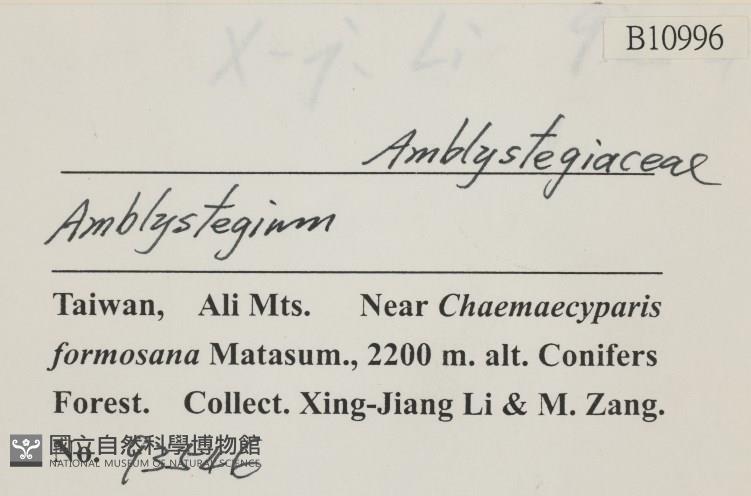 B10996
Amblystegiaceae
Amblystegium
Taiwan, Ali Mts. Near Chaemaecyparis
formosana Matasum., 2200 m. alt. Conifers
Forest. Collect. Xing-Jiang Li & M. Zang.
No.
國立自然科學博物館
NATIONAL MUSEUM OF NATURAL SCIENCE